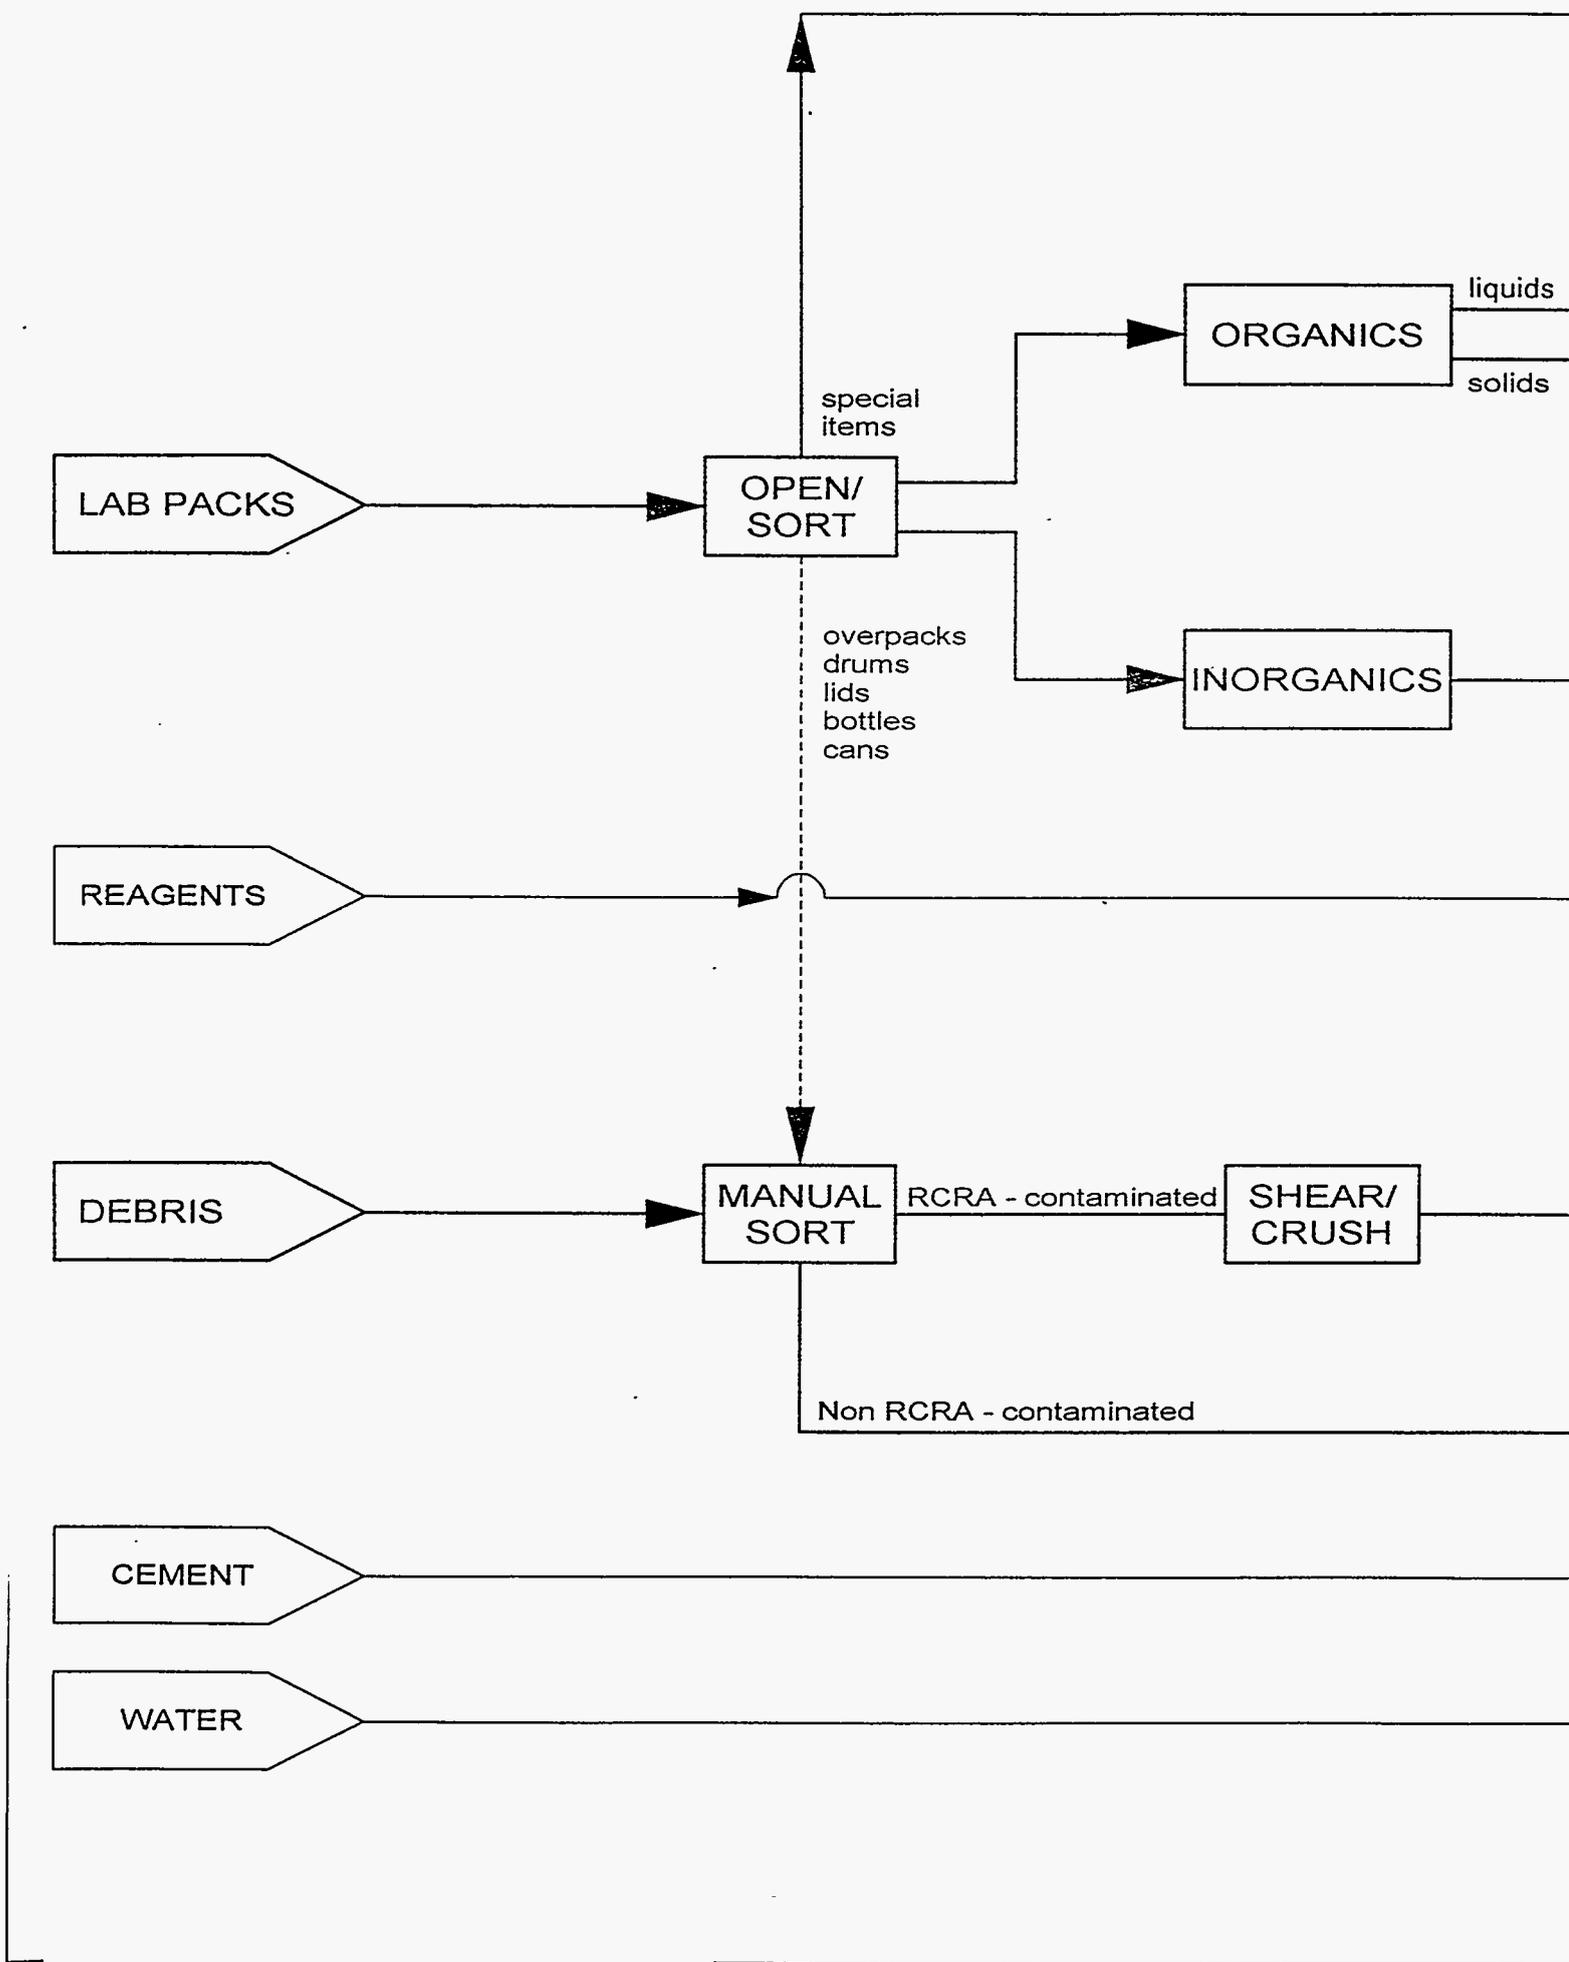 liquids
ORGANICS
solids
special
items
LAB PACKS
OPEN/
SORT
overpacks
drums
lids
bottles
cans
INORGANICS
REAGENTS
DEBRIS
MANUAL
SORT
RCRA - contaminated
SHEAR/
CRUSH
Non RCRA - contaminated
CEMENT
WATER